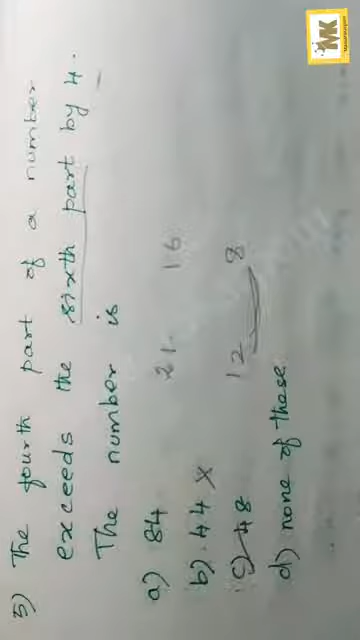 5) The fourth part of a number
exceeds the sixth part by 4.
The number is
a) 84 21. 16
b) 44 x
c) 48 12 8
d) none of these
MK